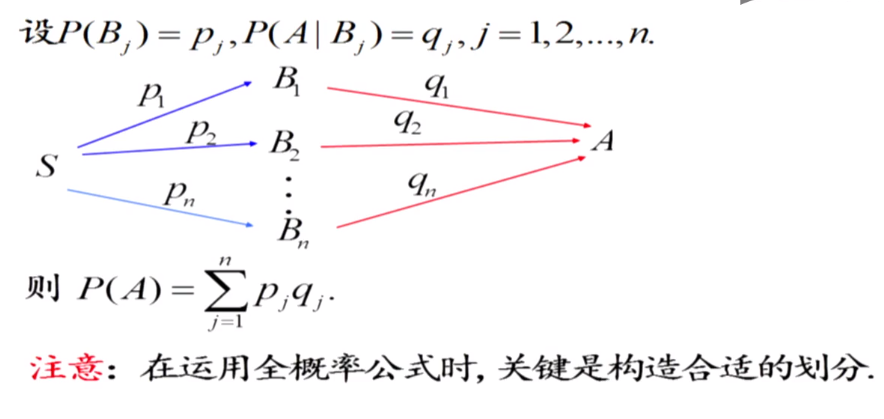 设P(B_j) = p_j, P(A | B_j) = q_j, j = 1,2,...,n.
p_1 B_1 q_1
p_2 B_2 q_2 A
S
p_n ⋮ q_n
B_n
则 P(A) = \sum_{j=1}^{n} p_j q_j.
注意：在运用全概率公式时, 关键是构造合适的划分.